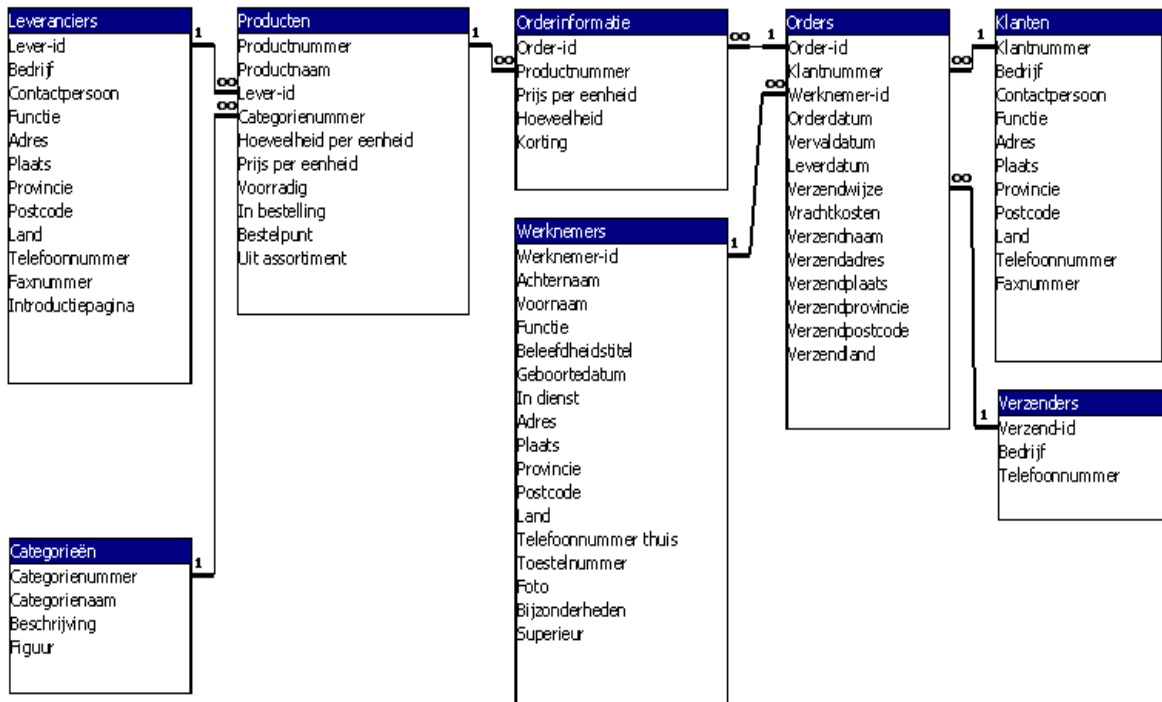 Leveranciers
Lever-id
Bedrijf
Contactpersoon
Functie
Adres
Plaats
Provincie
Postcode
Land
Telefoonnummer
Faxnummer
Introductiepagina
1
∞
∞
Producten
Productnummer
Productnaam
Lever-id
Categorienummer
Hoeveelheid per eenheid
Prijs per eenheid
Voorradig
In bestelling
Bestelpunt
Uit assortiment
1
∞
Orderinformatie
Order-id
Productnummer
Prijs per eenheid
Hoeveelheid
Korting
∞
1
∞
Orders
Order-id
Klantnummer
Werknemer-id
Orderdatum
Vervaldatum
Leverdatum
Verzendwijze
Vrachtkosten
Verzendnaam
Verzendadres
Verzendplaats
Verzendprovincie
Verzendpostcode
Verzendland
1
∞
∞
Klanten
Klantnummer
Bedrijf
Contactpersoon
Functie
Adres
Plaats
Provincie
Postcode
Land
Telefoonnummer
Faxnummer
Werknemers
1
Werknemer-id
Achternaam
Voornaam
Functie
Beleefdheidstitel
Geboortedatum
In dienst
Adres
Plaats
Provincie
Postcode
Land
Telefoonnummer thuis
Toestelnummer
Foto
Bijzonderheden
Superieur
1
Verzenders
Verzend-id
Bedrijf
Telefoonnummer
Categorieën
1
Categorienummer
Categorienaam
Beschrijving
Figuur